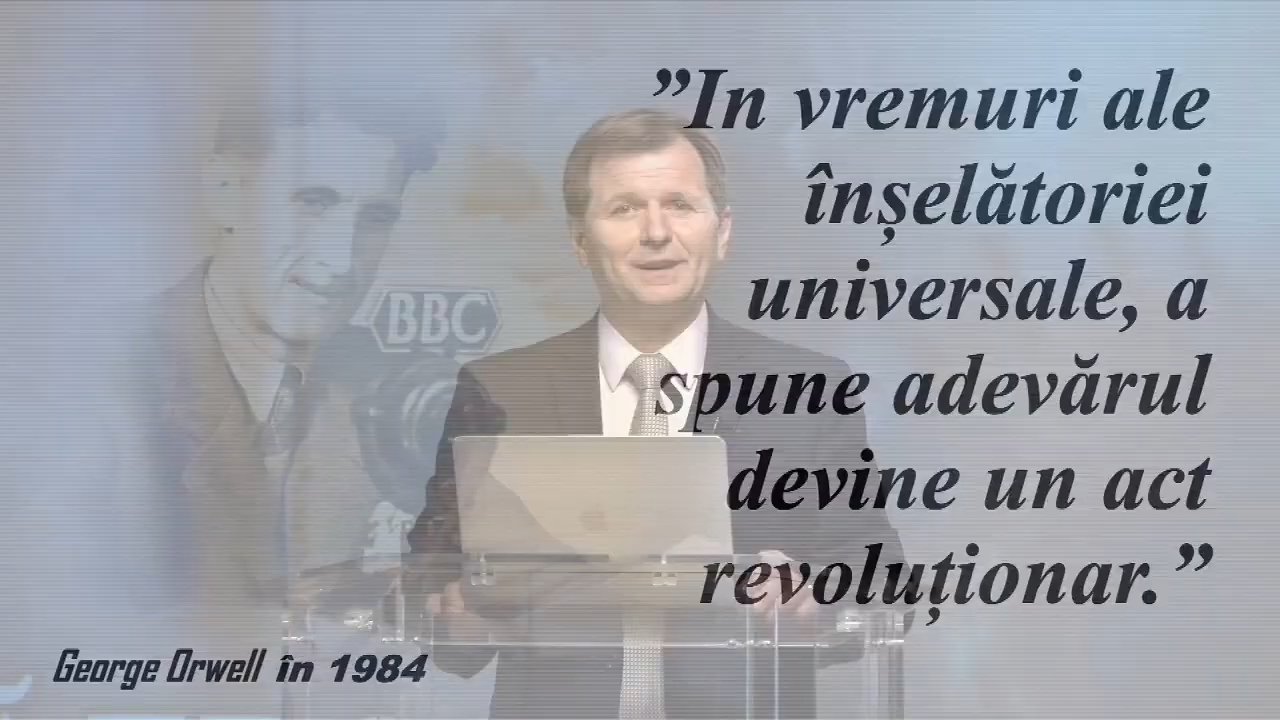 ”In vremuri ale
înșelătoriei
universale, a
spune adevărul
devine un act
revoluționar.”
BBC
George Orwell în 1984